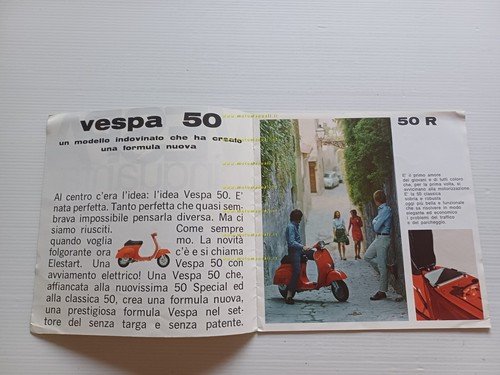 vespa 50
un modello indovinato che ha creato
una formula nuova
Al centro c'era l'idea: l'idea Vespa 50. E'
nata perfetta. Tanto perfetta che quasi sem-
brava impossibile pensarla diversa. Ma ci
siamo riusciti. Come sempre
quando voglia mo. La novità
folgorante ora c'è e si chiama
Elestart. Una Vespa 50 con
avviamento elettrico! Una Vespa 50 che,
affiancata alla nuovissima 50 Special ed
alla classica 50, crea una formula nuova,
una prestigiosa formula Vespa nel set-
tore del senza targa e senza patente.
50 R
E' il primo amore
dei giovani e di tutti coloro
che, per la prima volta, si
avvicinano alla motorizzazione.
E' la 50 classica
sobria e robusta
oggi più bella e funzionale
che sa risolvere in modo
elegante ed economico
i problemi del traffico
e del parcheggio.